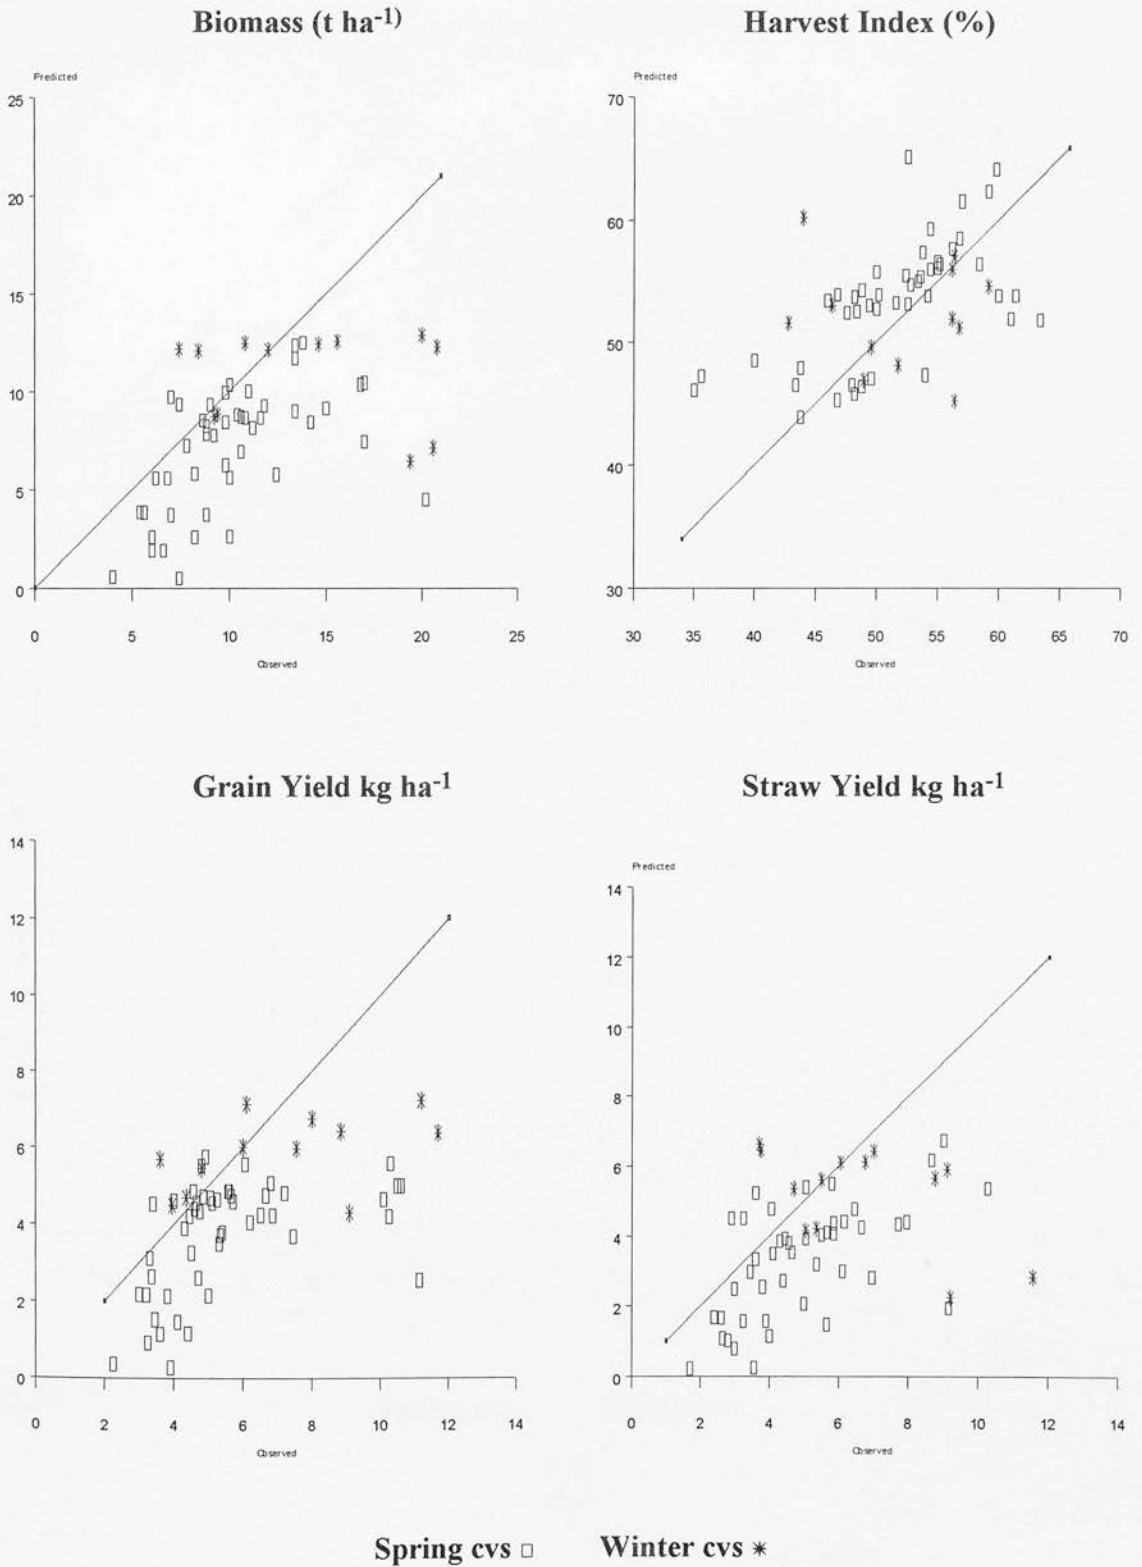 Biomass (t ha-1)
Predicted
25
20
15
10
5
0
0 5 10 15 20 25
Observed
Harvest Index (%)
Predicted
70
60
50
40
30
30 35 40 45 50 55 60 65 70
Observed
Grain Yield kg ha-1
14
12
10
8
6
4
2
0
0 2 4 6 8 10 12 14
Observed
Straw Yield kg ha-1
Predicted
14
12
10
8
6
4
2
0
0 2 4 6 8 10 12 14
Observed
Spring cvs □ Winter cvs *